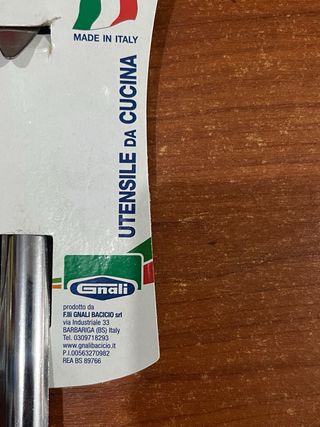 MADE IN ITALY
UTENSILE DA CUCINA
Gnali
prodotto da
F.lli GNALI BACICIO srl
via Industriale 33
BARBARIGA (BS) Italy
Tel. 0309718293
www.gnalibacicio.it
P.I.00563270982
REA BS 89766